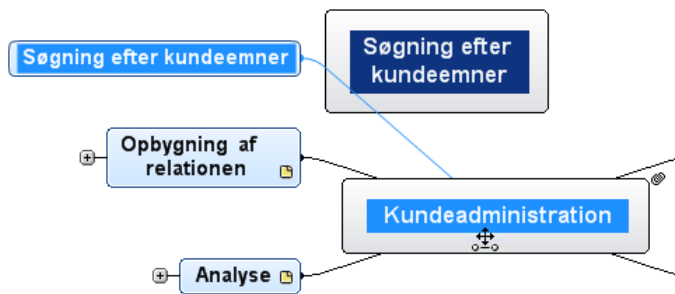 Søgning efter kundeemner
Søgning efter
kundeemner
Opbygning af
relationen
Kundeadministration
Analyse